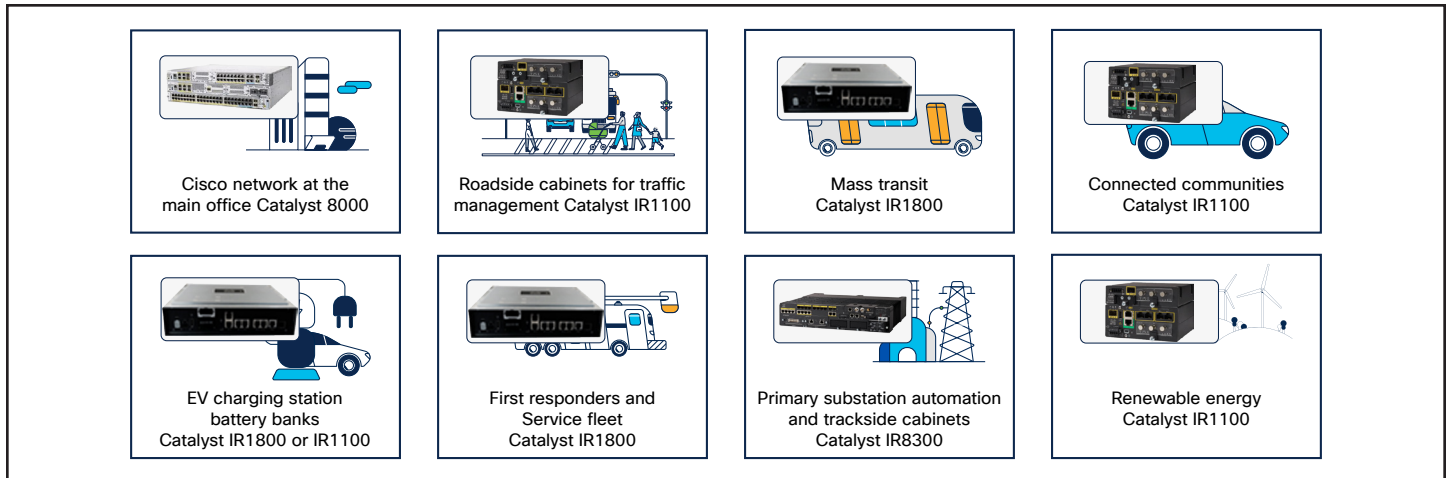 Cisco network at the
main office Catalyst 8000
Roadside cabinets for traffic
management Catalyst IR1100
Mass transit
Catalyst IR1800
Connected communities
Catalyst IR1100
EV charging station
battery banks
Catalyst IR1800 or IR1100
First responders and
Service fleet
Catalyst IR1800
Primary substation automation
and trackside cabinets
Catalyst IR8300
Renewable energy
Catalyst IR1100